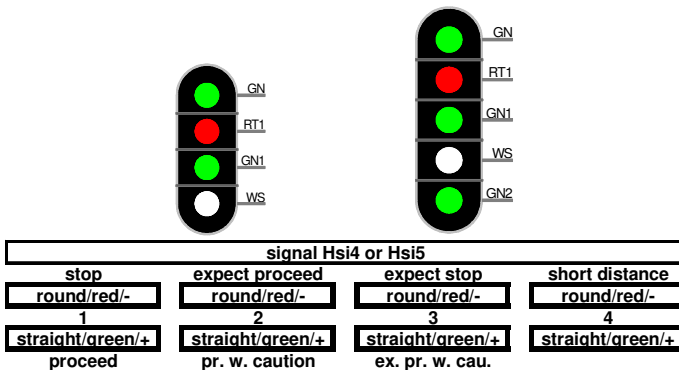 GN
RT1
GN1
WS
GN
RT1
GN1
WS
GN2
signal Hsi4 or Hsi5
stop expect proceed expect stop short distance
round/red/- round/red/- round/red/- round/red/-
1 2 3 4
straight/green/+ straight/green/+ straight/green/+ straight/green/+
proceed pr. w. caution ex. pr. w. cau.